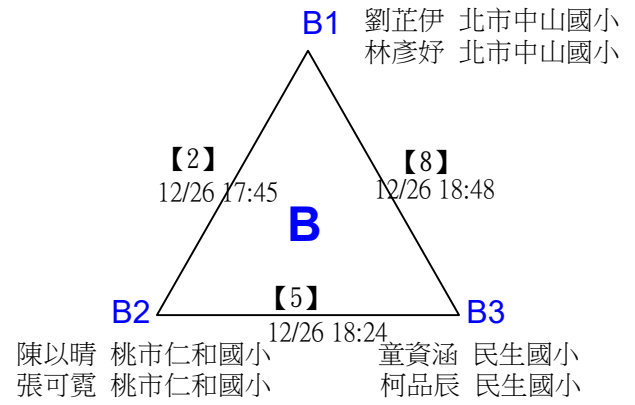 B1
劉芷伊 北市中山國小
林彥妤 北市中山國小
【2】
12/26 17:45
【8】
12/26 18:48
B
B2
【5】
12/26 18:24
B3
陳以晴 桃市仁和國小
張可霓 桃市仁和國小
童資涵 民生國小
柯品辰 民生國小